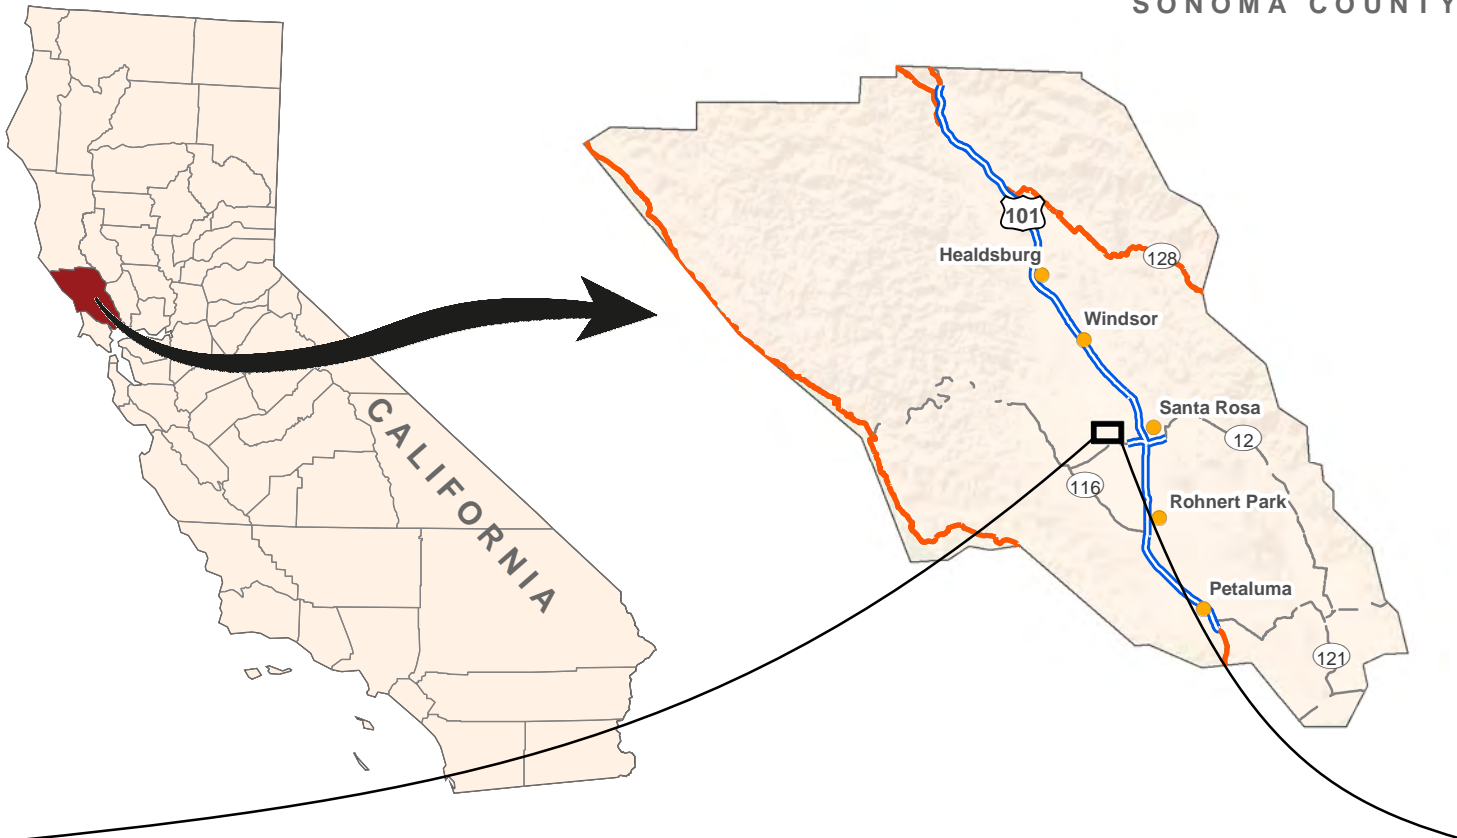 SONOMA COUNTY
101
Healdsburg
128
Windsor
Santa Rosa
12
116
Rohnert Park
Petaluma
121
CALIFORNIA